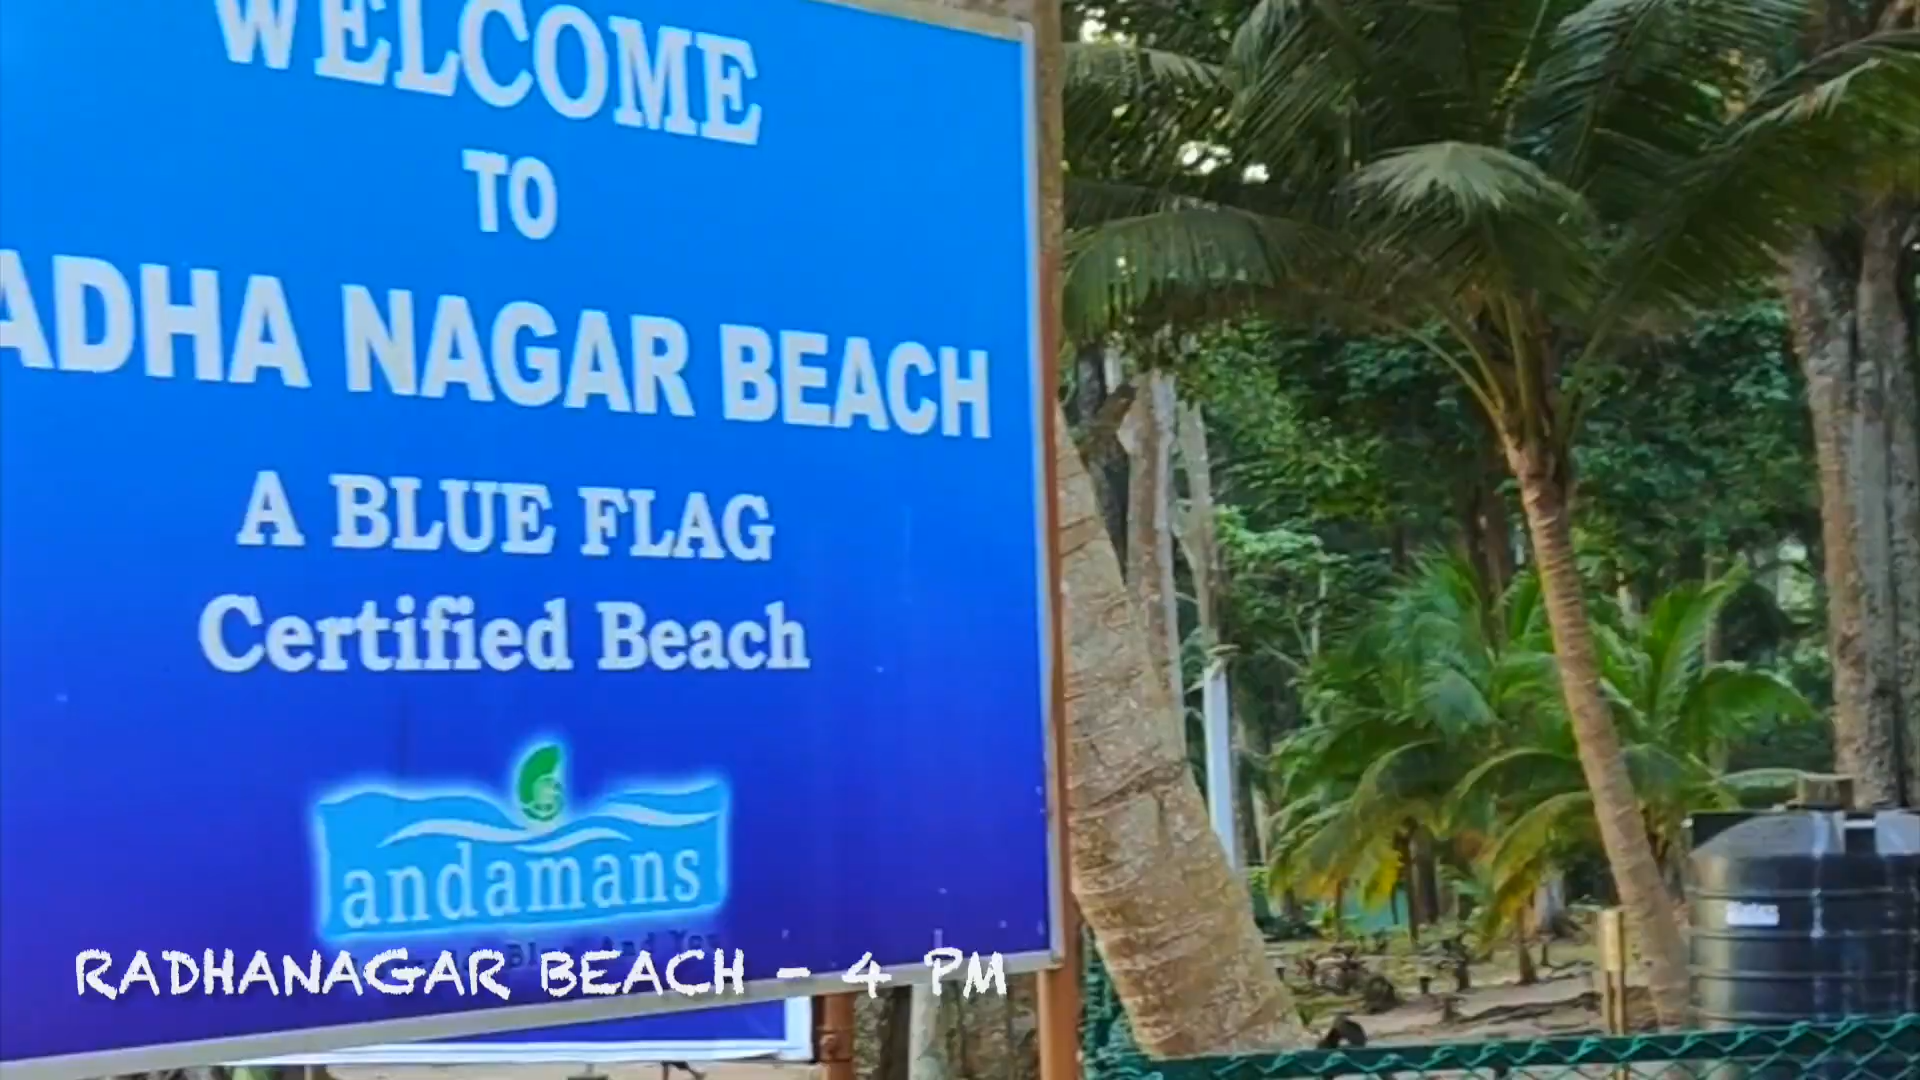 WELCOME
TO
ADHA NAGAR BEACH
A BLUE FLAG
Certified Beach
andamans
RADHANAGAR BEACH - 4 PM